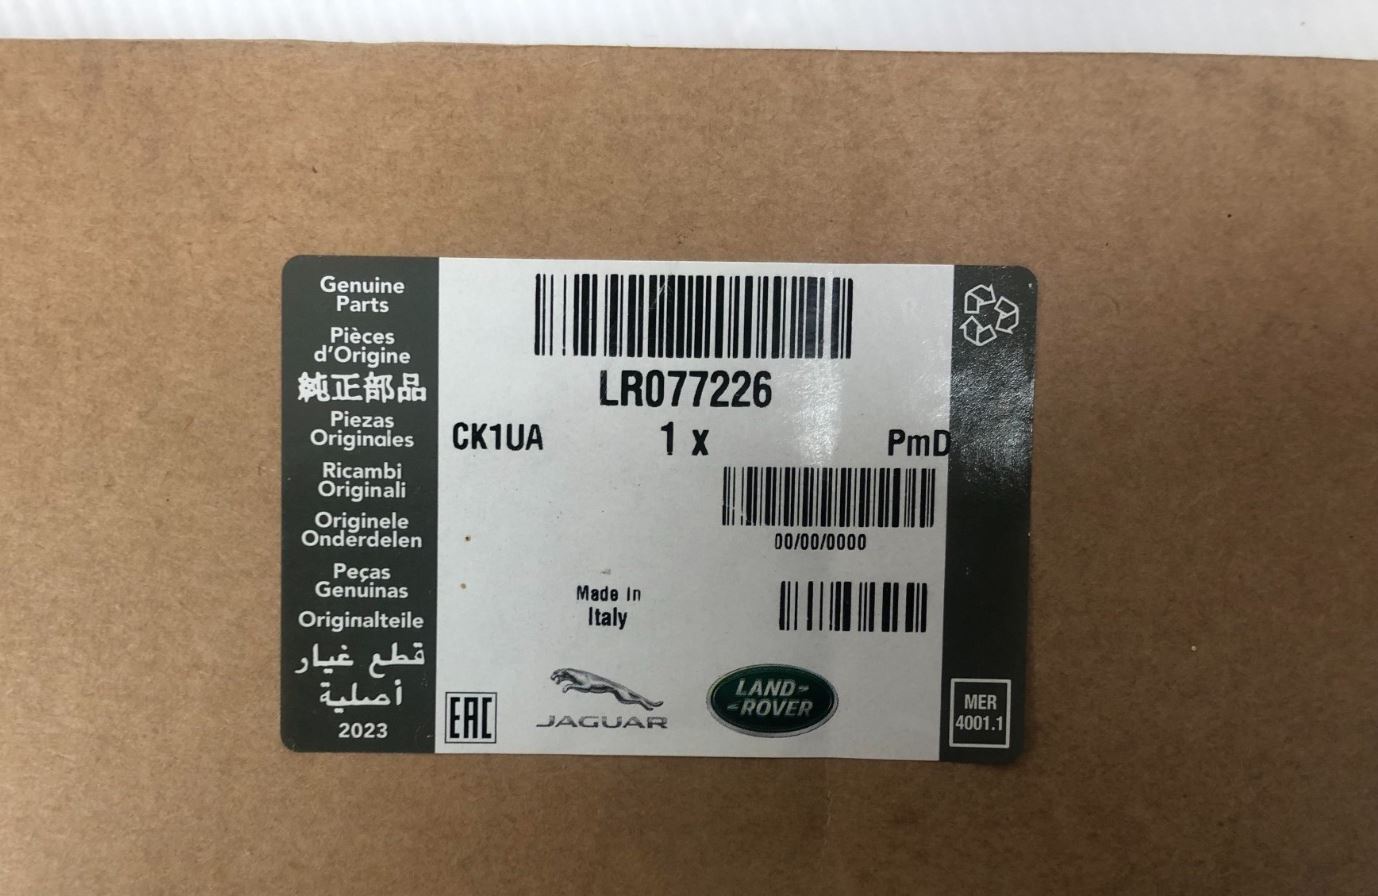 Genuine
Parts
Pièces
d'Origine
純正部品
Piezas
Originales
Ricambi
Originali
Originele
Onderdelen
Peças
Genuinas
Originalteile
قطع غيار
أصلية
2023
LR077226
CK1UA 1 x PmD
00/00/0000
Made In
Italy
EAC
JAGUAR
LAND-
-ROVER
MER
4001.1